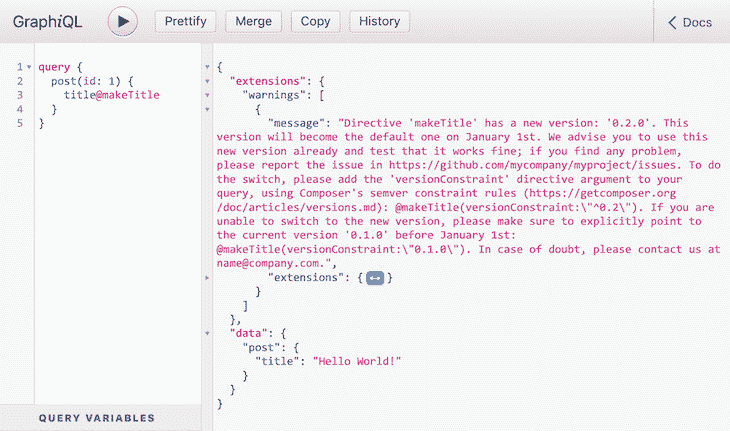 GraphiQL Prettify Merge Copy History Docs
1 query {
2 post(id: 1) {
3 title@makeTitle
4 }
5 }
{
"extensions": {
"warnings": [
{
"message": "Directive 'makeTitle' has a new version: '0.2.0'. This
version will become the default one on January 1st. We advise you to use this
new version already and test that it works fine; if you find any problem,
please report the issue in https://github.com/mycompany/myproject/issues. To do
the switch, please add the 'versionConstraint' directive argument to your
query, using Composer's semver constraint rules (https://getcomposer.org
/doc/articles/versions.md): @makeTitle(versionConstraint:\"^0.2\"). If you are
unable to switch to the new version, please make sure to explicitly point to
the current version '0.1.0' before January 1st:
@makeTitle(versionConstraint:\"0.1.0\"). In case of doubt, please contact us at
name@company.com.",
"extensions": { }
}
]
},
"data": {
"post": {
"title": "Hello World!"
}
}
}
QUERY VARIABLES